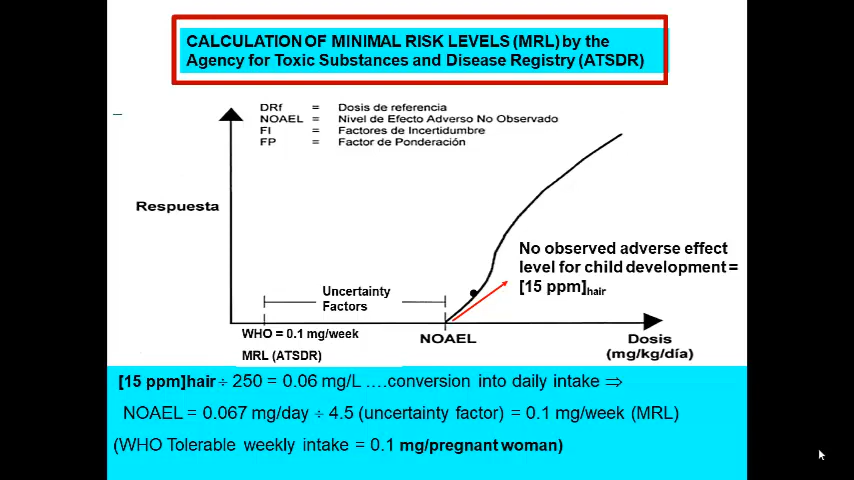 CALCULATION OF MINIMAL RISK LEVELS (MRL) by the
Agency for Toxic Substances and Disease Registry (ATSDR)
DRf = Dosis de referencia
NOAEL = Nivel de Efecto Adverso No Observado
FI = Factores de Incertidumbre
FP = Factor de Ponderación
Respuesta
No observed adverse effect
level for child development =
[15 ppm]hair
Uncertainty
Factors
WHO = 0.1 mg/week
MRL (ATSDR)
NOAEL
Dosis
(mg/kg/día)
[15 ppm]hair ÷ 250 = 0.06 mg/L ....conversion into daily intake ⇒
NOAEL = 0.067 mg/day ÷ 4.5 (uncertainty factor) = 0.1 mg/week (MRL)
(WHO Tolerable weekly intake = 0.1 mg/pregnant woman)